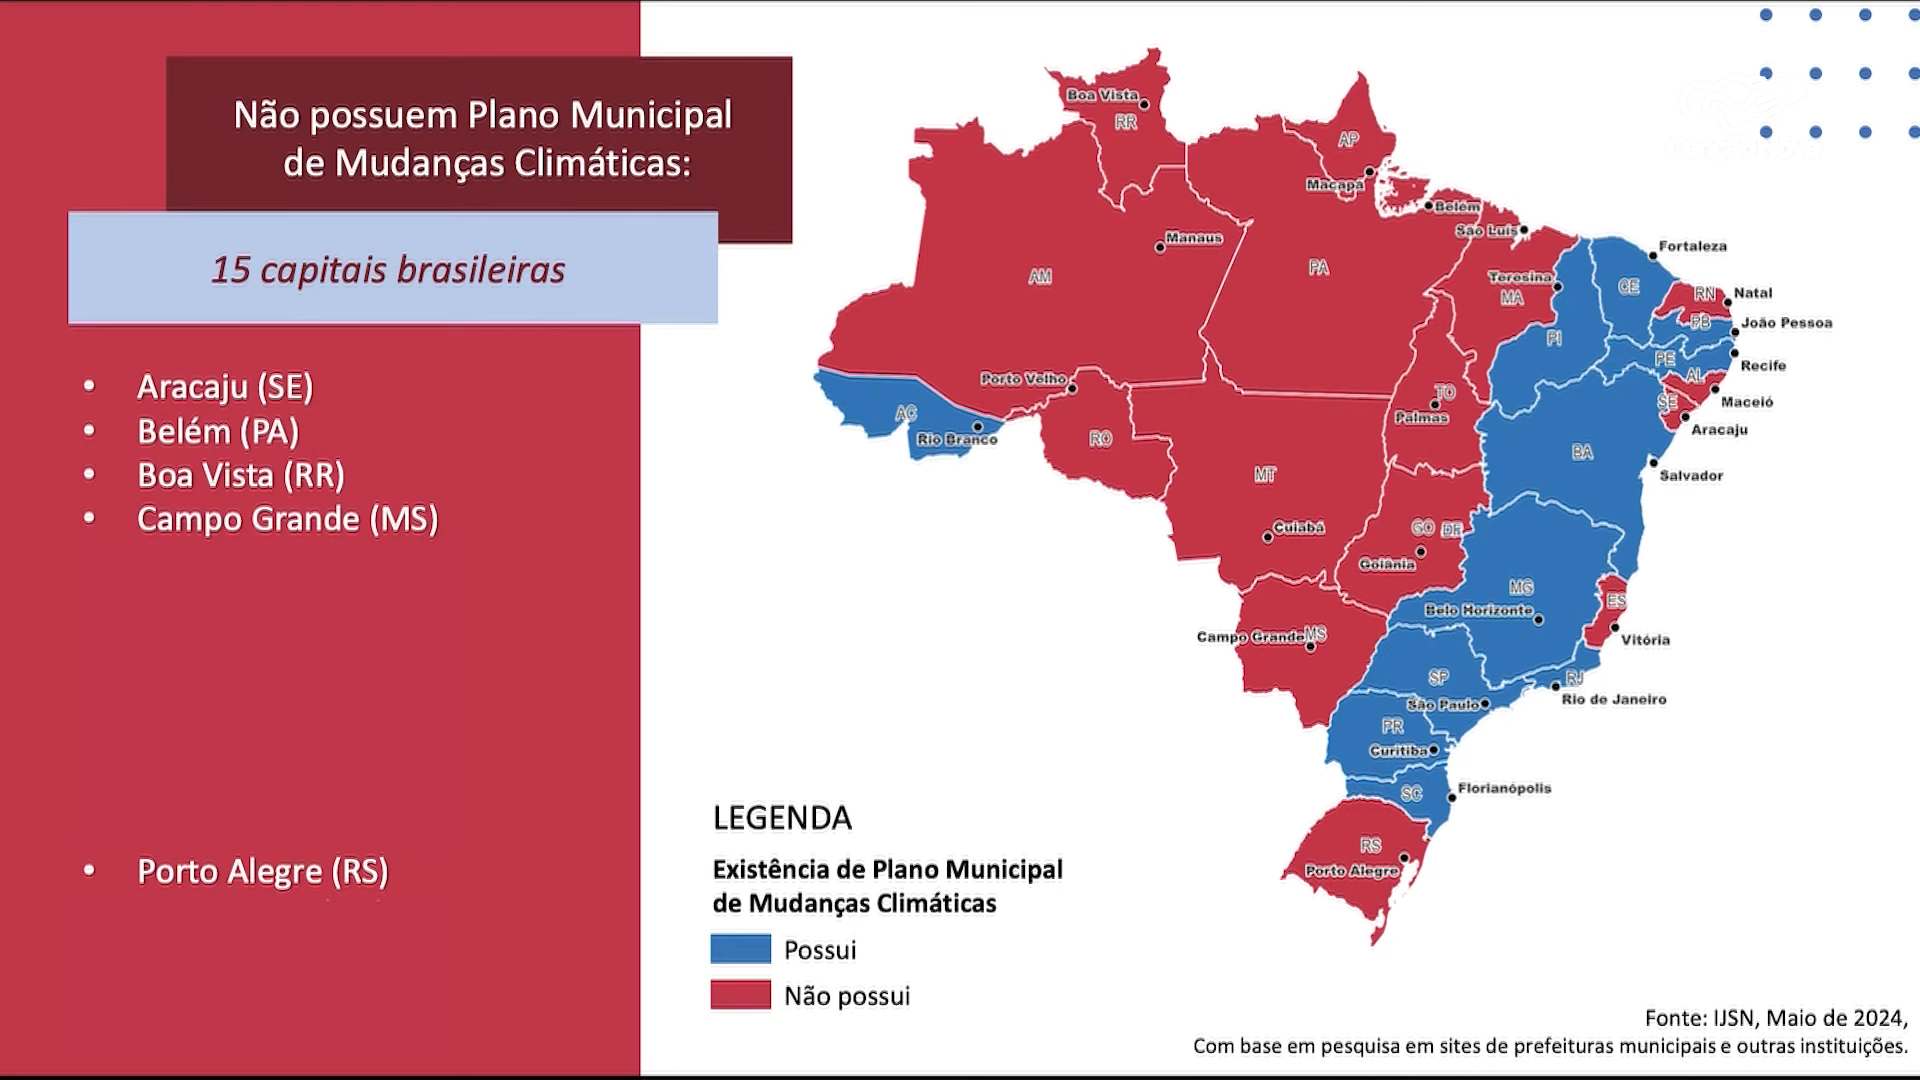 Não possuem Plano Municipal
de Mudanças Climáticas:
15 capitais brasileiras
• Aracaju (SE)
• Belém (PA)
• Boa Vista (RR)
• Campo Grande (MS)
• Porto Alegre (RS)
Boa Vista
RR
AP
Macapá
Belém
São Luís
Manaus
Fortaleza
AM
PA
Teresina
MA
CE
RN
Natal
PB
João Pessoa
PI
PE
Recife
Porto Velho
AL
Maceió
TO
Palmas
SE
Aracaju
AC
Rio Branco
RO
BA
MT
Salvador
Cuiabá
GO
DF
Goiânia
MG
Belo Horizonte
ES
Vitória
Campo Grande
MS
SP
RJ
São Paulo
Rio de Janeiro
PR
Curitiba
SC
Florianópolis
RS
Porto Alegre
LEGENDA
Existência de Plano Municipal
de Mudanças Climáticas
Possui
Não possui
Fonte: IJSN, Maio de 2024,
Com base em pesquisa em sites de prefeituras municipais e outras instituições.